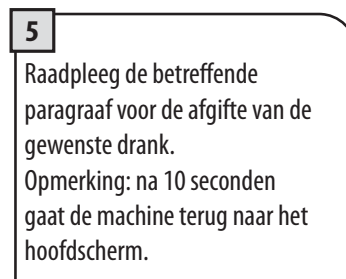 5
Raadpleeg de betreffende
paragraaf voor de afgifte van de
gewenste drank.
Opmerking: na 10 seconden
gaat de machine terug naar het
hoofdscherm.